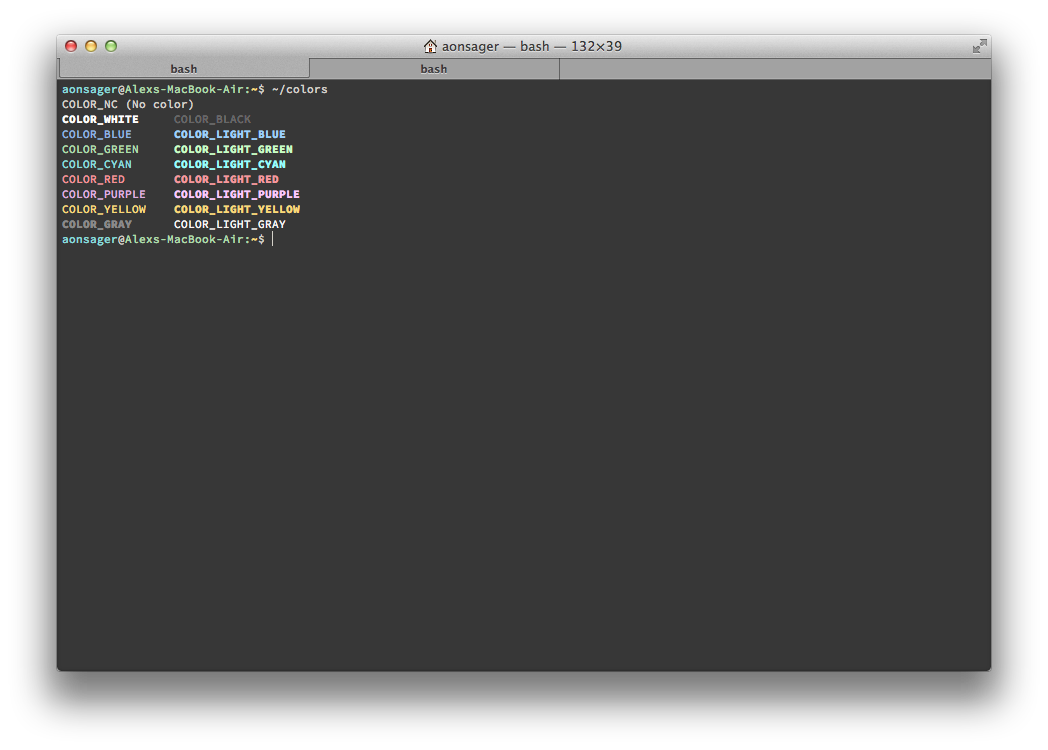 aonsager — bash — 132×39
bash bash
aonsager@Alexs-MacBook-Air:~$ ~/colors
COLOR_NC (No color)
COLOR_WHITE COLOR_BLACK
COLOR_BLUE COLOR_LIGHT_BLUE
COLOR_GREEN COLOR_LIGHT_GREEN
COLOR_CYAN COLOR_LIGHT_CYAN
COLOR_RED COLOR_LIGHT_RED
COLOR_PURPLE COLOR_LIGHT_PURPLE
COLOR_YELLOW COLOR_LIGHT_YELLOW
COLOR_GRAY COLOR_LIGHT_GRAY
aonsager@Alexs-MacBook-Air:~$